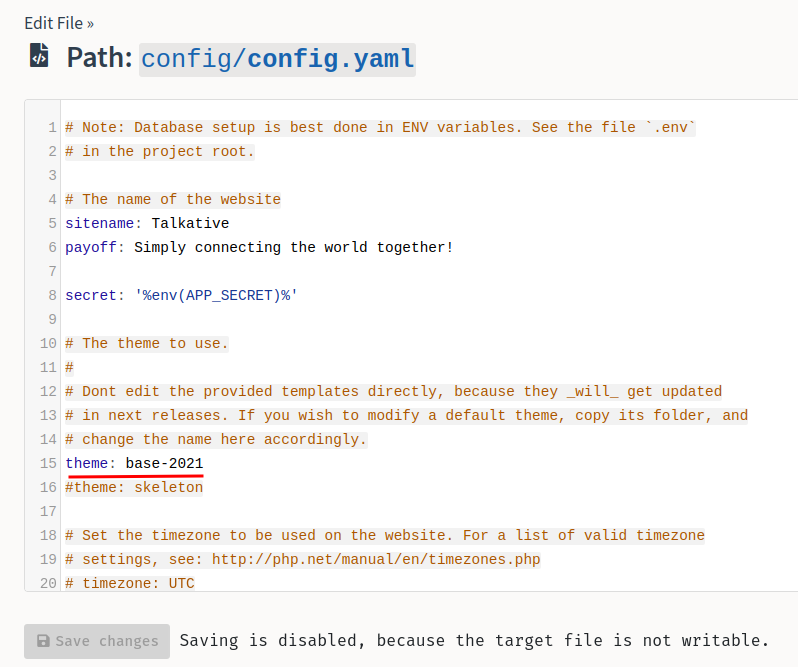 Edit File »
Path: config/config.yaml
1 # Note: Database setup is best done in ENV variables. See the file `.env`
2 # in the project root.
3
4 # The name of the website
5 sitename: Talkative
6 payoff: Simply connecting the world together!
7
8 secret: '%env(APP_SECRET)%'
9
10 # The theme to use.
11 #
12 # Dont edit the provided templates directly, because they _will_ get updated
13 # in next releases. If you wish to modify a default theme, copy its folder, and
14 # change the name here accordingly.
15 theme: base-2021
16 #theme: skeleton
17
18 # Set the timezone to be used on the website. For a list of valid timezone
19 # settings, see: http://php.net/manual/en/timezones.php
20 # timezone: UTC
Save changes Saving is disabled, because the target file is not writable.